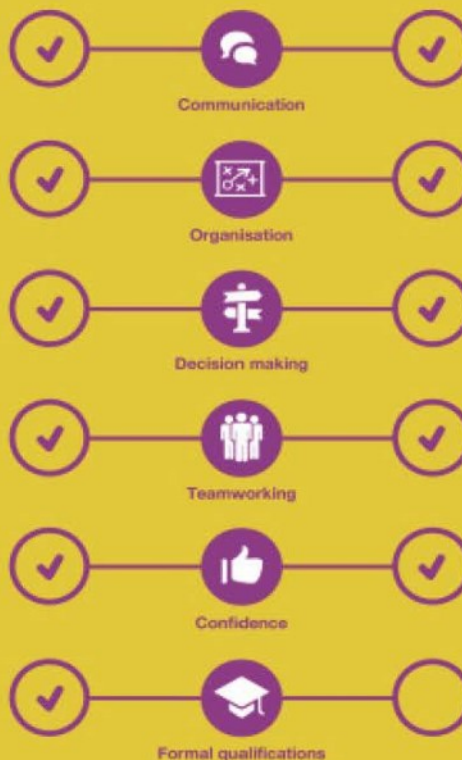 Communication
Organisation
Decision making
Teamworking
Confidence
Formal qualifications